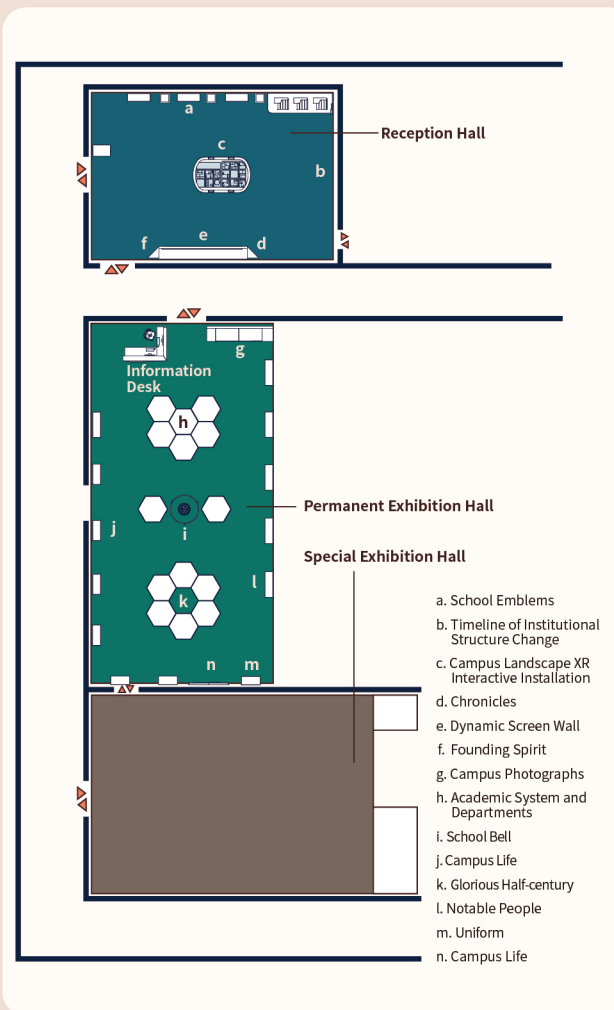 a
Reception Hall
c
b
f
e
d
g
Information
Desk
h
Permanent Exhibition Hall
j
i
Special Exhibition Hall
l
k
n
m
a. School Emblems
b. Timeline of Institutional
Structure Change
c. Campus Landscape XR
Interactive Installation
d. Chronicles
e. Dynamic Screen Wall
f. Founding Spirit
g. Campus Photographs
h. Academic System and
Departments
i. School Bell
j. Campus Life
k. Glorious Half-century
l. Notable People
m. Uniform
n. Campus Life